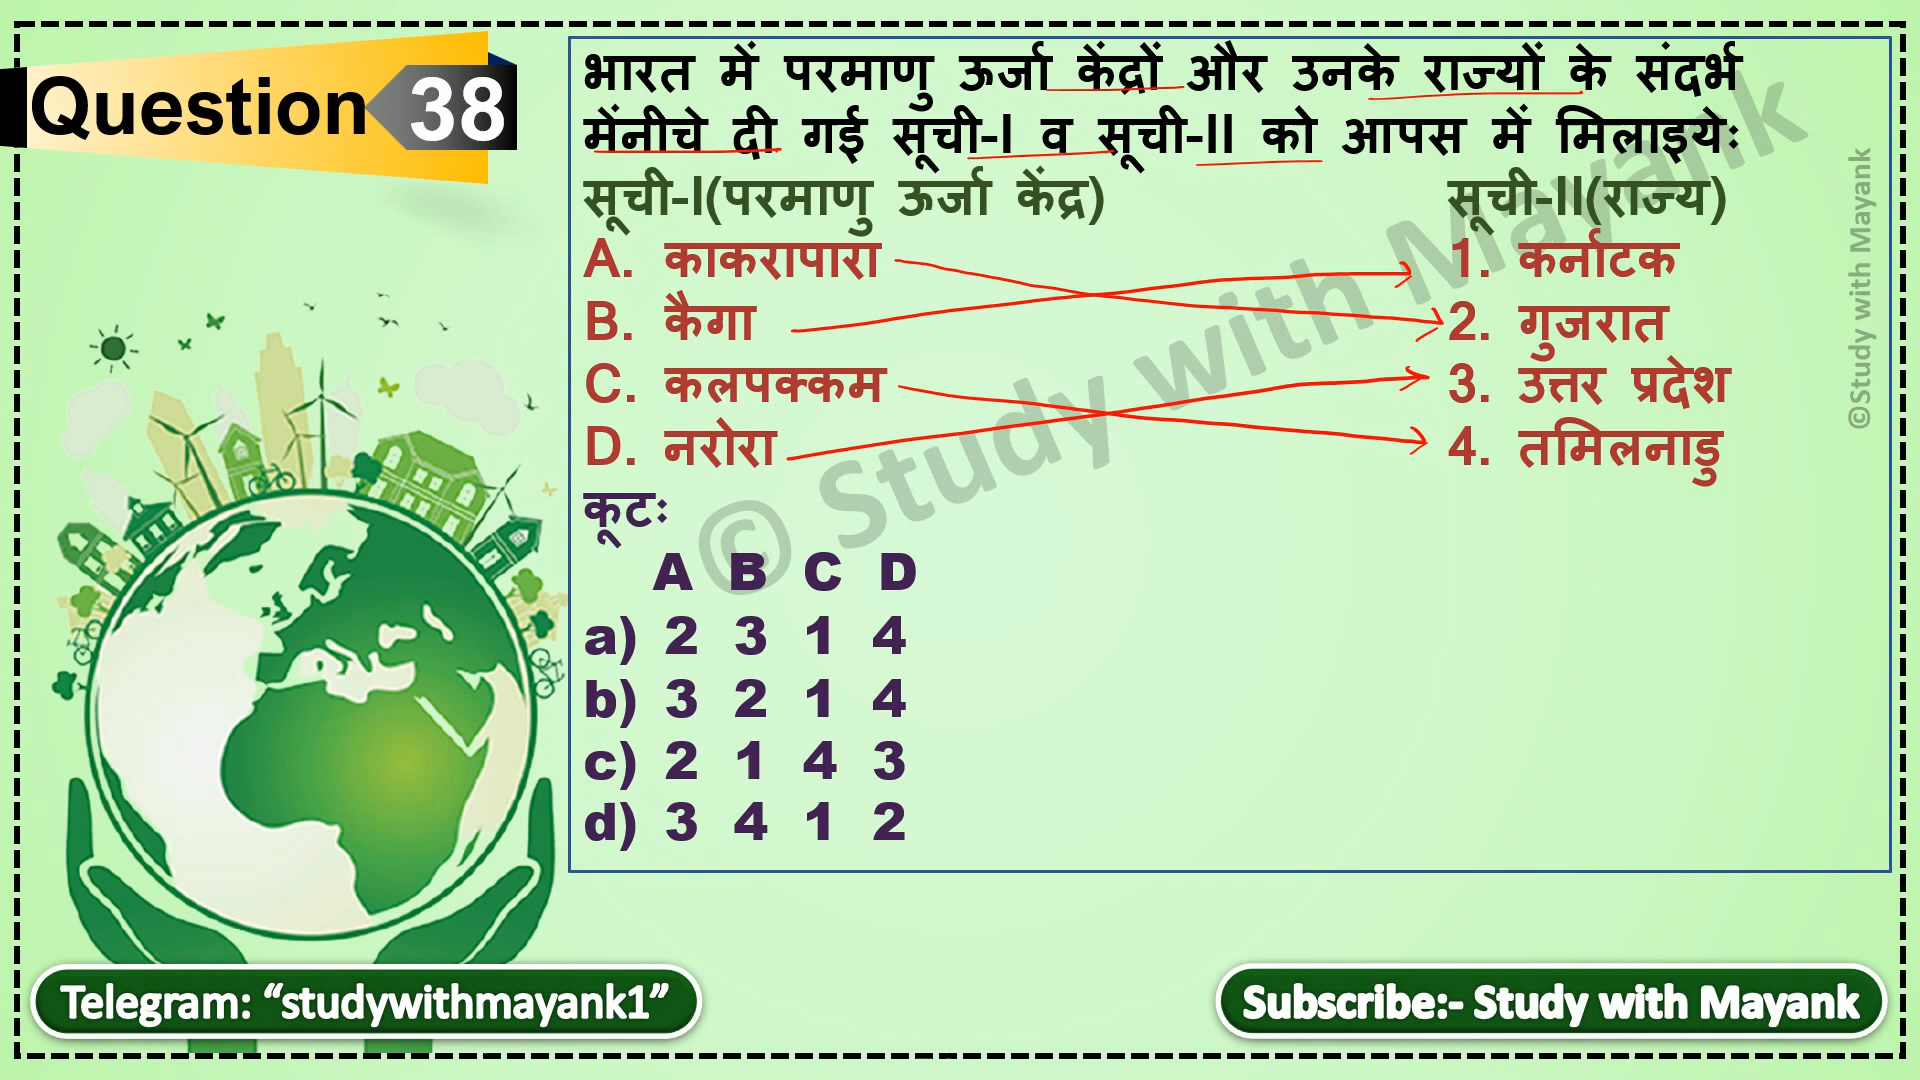 Question 38
भारत में परमाणु ऊर्जा केंद्रों और उनके राज्यों के संदर्भ
मेंनीचे दी गई सूची-I व सूची-II को आपस में मिलाइयेः
सूची-I(परमाणु ऊर्जा केंद्र) सूची-II(राज्य)
A. काकरापारा 1. कर्नाटक
B. कैगा 2. गुजरात
C. कलपक्कम 3. उत्तर प्रदेश
D. नरोरा 4. तमिलनाडु
कूटः
A B C D
a) 2 3 1 4
b) 3 2 1 4
c) 2 1 4 3
d) 3 4 1 2
© Study with Mayank
©Study with Mayank
Telegram: “studywithmayank1”
Subscribe:- Study with Mayank